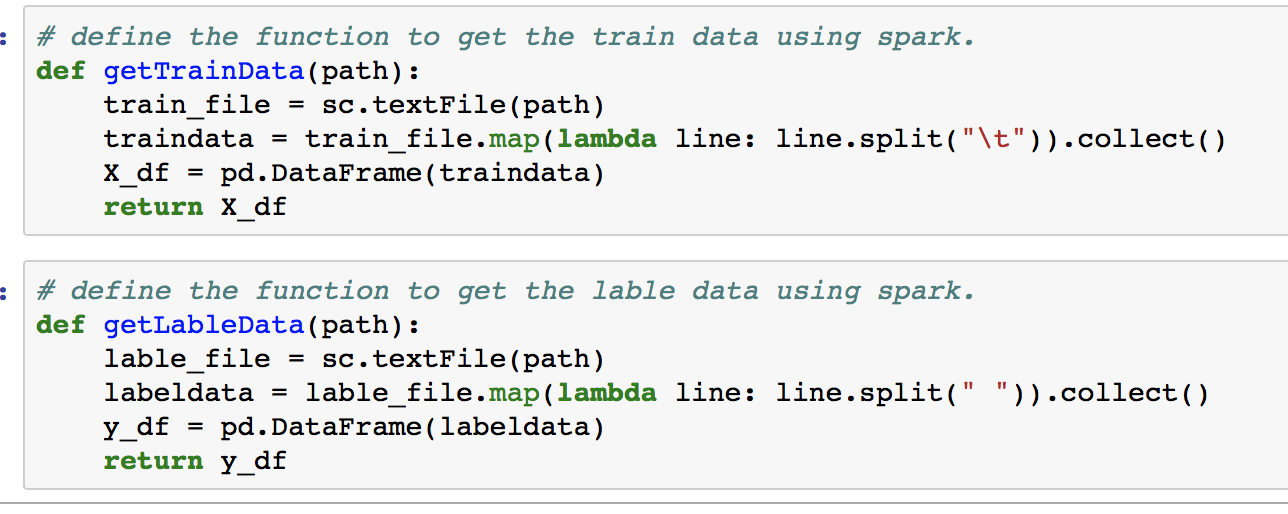 : # define the function to get the train data using spark.
def getTrainData(path):
    train_file = sc.textFile(path)
    traindata = train_file.map(lambda line: line.split("\t")).collect()
    X_df = pd.DataFrame(traindata)
    return X_df
: # define the function to get the lable data using spark.
def getLableData(path):
    lable_file = sc.textFile(path)
    labeldata = lable_file.map(lambda line: line.split(" ")).collect()
    y_df = pd.DataFrame(labeldata)
    return y_df